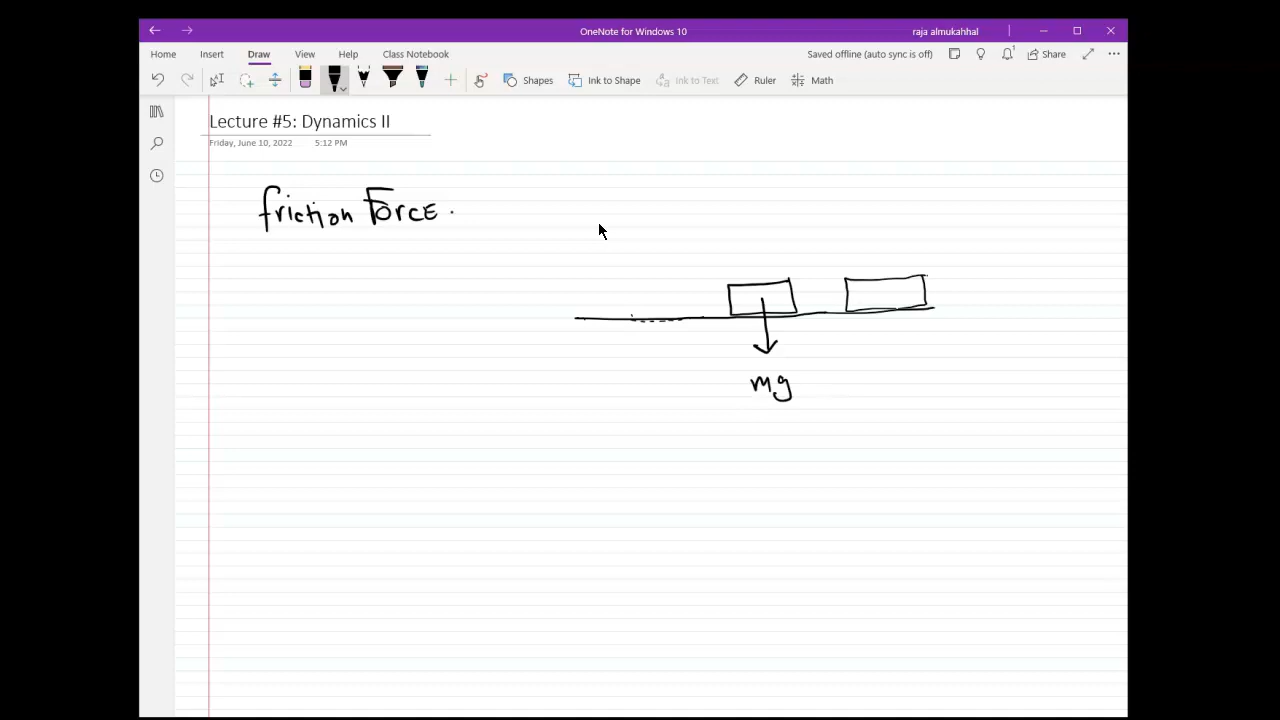 OneNote for Windows 10
raja almukahhal
Home Insert Draw View Help Class Notebook
Saved offline (auto sync is off)
1
Share
Shapes Ink to Shape Ink to Text Ruler Math
Lecture #5: Dynamics II
Friday, June 10, 2022 5:12 PM
friction Force.
mg